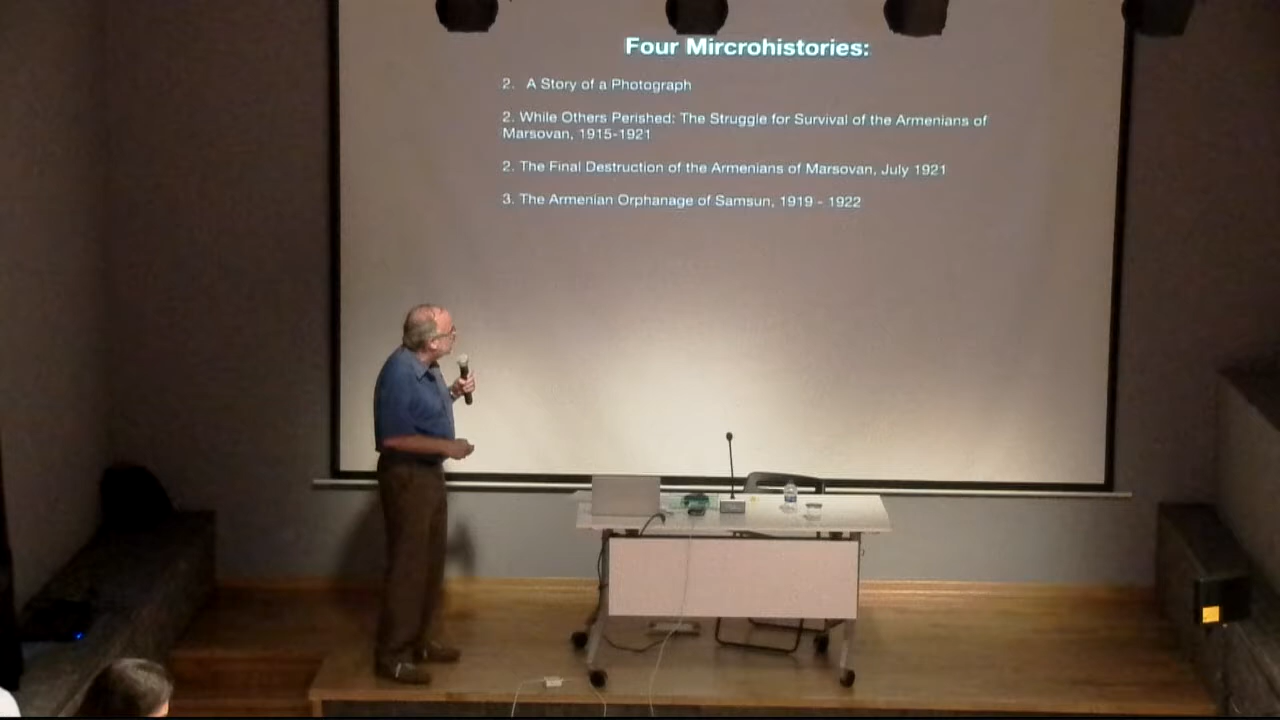 Four Mircrohistories:
2. A Story of a Photograph
2. While Others Perished: The Struggle for Survival of the Armenians of
Marsovan, 1915-1921
2. The Final Destruction of the Armenians of Marsovan, July 1921
3. The Armenian Orphanage of Samsun, 1919 - 1922